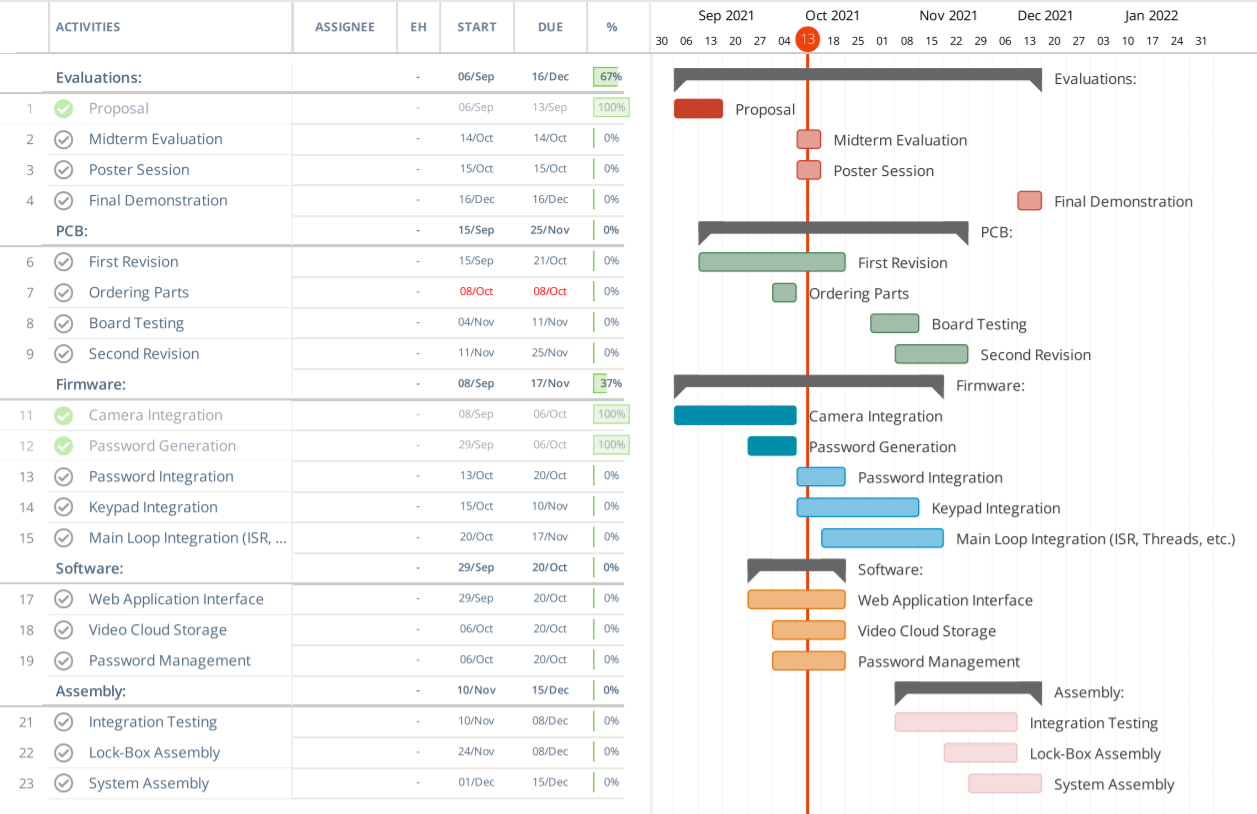 Sep 2021 Oct 2021 Nov 2021 Dec 2021 Jan 2022
ACTIVITIES ASSIGNEE EH START DUE %
30 06 13 20 27 04 13 18 25 01 08 15 22 29 06 13 20 27 03 10 17 24 31
Evaluations: - 06/Sep 16/Dec 67% Evaluations:
1 Proposal - 06/Sep 13/Sep 100% Proposal
2 Midterm Evaluation - 14/Oct 14/Oct 0% Midterm Evaluation
3 Poster Session - 15/Oct 15/Oct 0% Poster Session
4 Final Demonstration - 16/Dec 16/Dec 0% Final Demonstration
PCB: - 15/Sep 25/Nov 0% PCB:
6 First Revision - 15/Sep 21/Oct 0% First Revision
7 Ordering Parts - 08/Oct 08/Oct 0% Ordering Parts
8 Board Testing - 04/Nov 11/Nov 0% Board Testing
9 Second Revision - 11/Nov 25/Nov 0% Second Revision
Firmware: - 08/Sep 17/Nov 37% Firmware:
11 Camera Integration - 08/Sep 06/Oct 100% Camera Integration
12 Password Generation - 29/Sep 06/Oct 100% Password Generation
13 Password Integration - 13/Oct 20/Oct 0% Password Integration
14 Keypad Integration - 15/Oct 10/Nov 0% Keypad Integration
15 Main Loop Integration (ISR, ... - 20/Oct 17/Nov 0% Main Loop Integration (ISR, Threads, etc.)
Software: - 29/Sep 20/Oct 0% Software:
17 Web Application Interface - 29/Sep 20/Oct 0% Web Application Interface
18 Video Cloud Storage - 06/Oct 20/Oct 0% Video Cloud Storage
19 Password Management - 06/Oct 20/Oct 0% Password Management
Assembly: - 10/Nov 15/Dec 0% Assembly:
21 Integration Testing - 10/Nov 08/Dec 0% Integration Testing
22 Lock-Box Assembly - 24/Nov 08/Dec 0% Lock-Box Assembly
23 System Assembly - 01/Dec 15/Dec 0% System Assembly